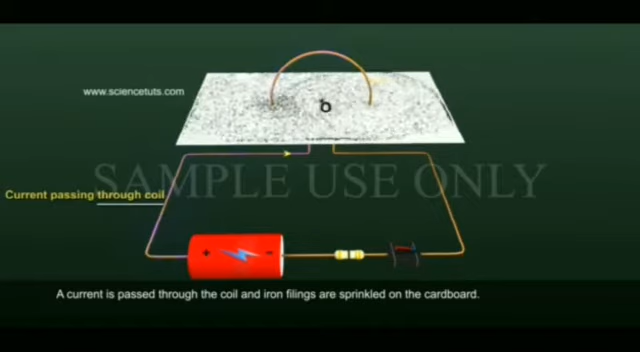 www.sciencetuts.com
b
SAMPLE USE ONLY
Current passing through coil
+ -
A current is passed through the coil and iron filings are sprinkled on the cardboard.